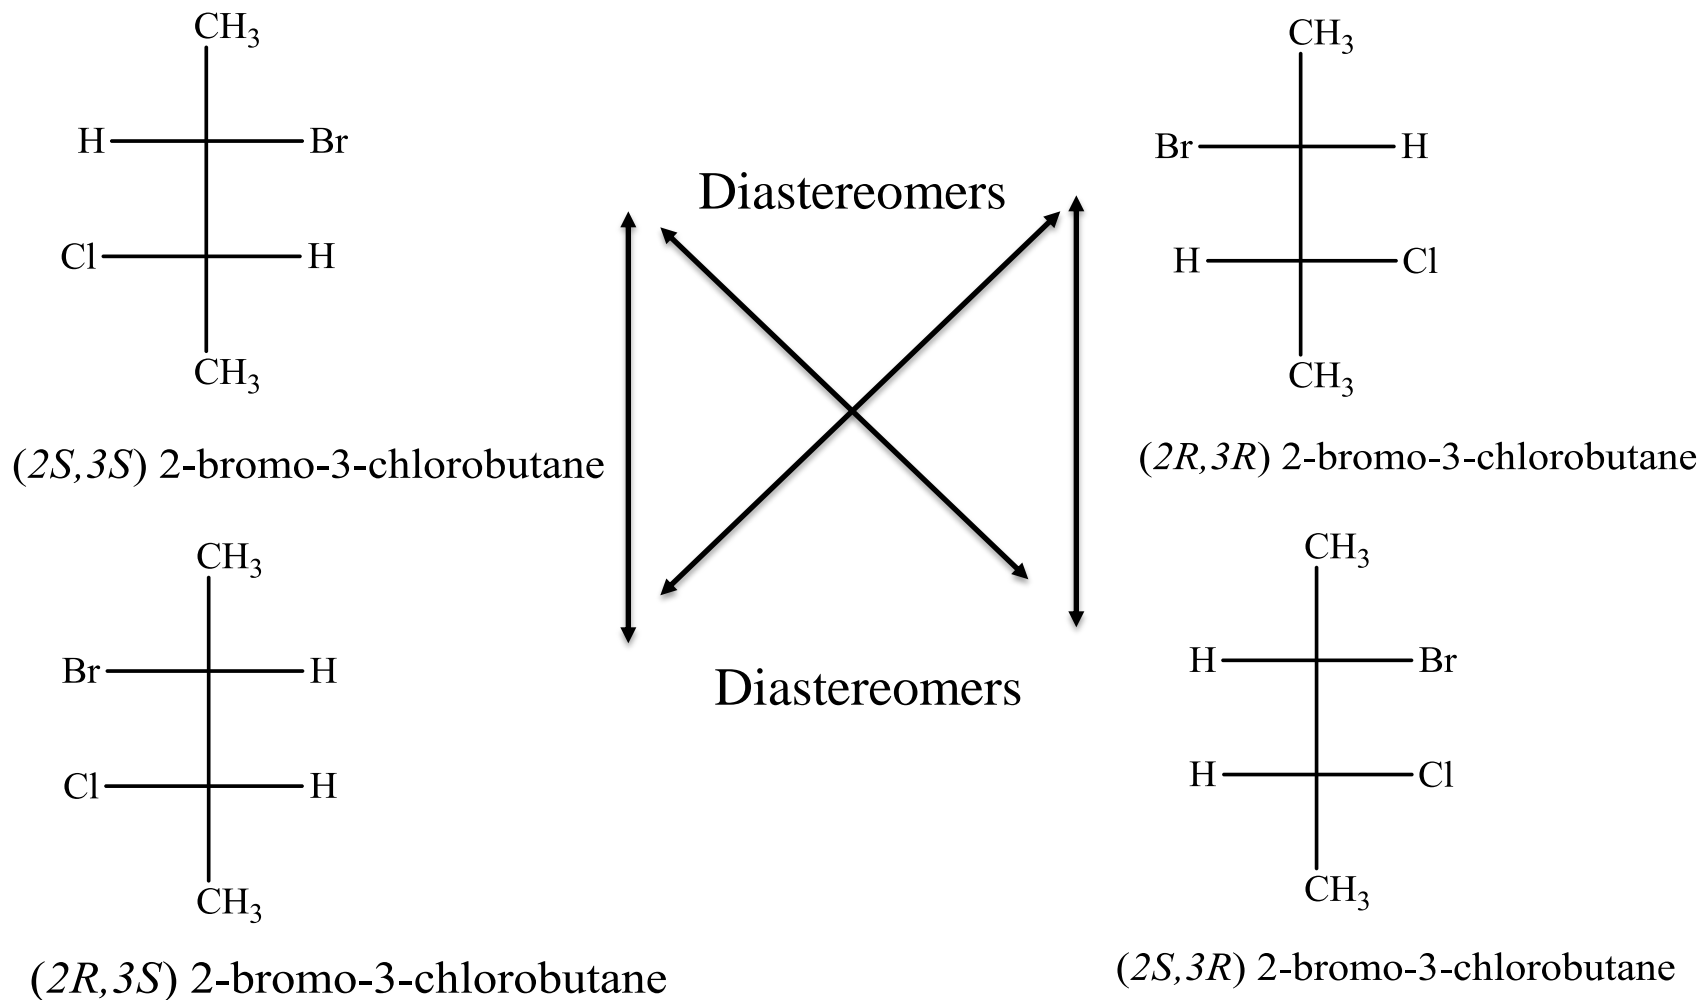 CH3
H Br
Cl H
CH3
(2S,3S) 2-bromo-3-chlorobutane
Diastereomers
CH3
Br H
H Cl
CH3
(2R,3R) 2-bromo-3-chlorobutane
CH3
Br H
Cl H
CH3
(2R,3S) 2-bromo-3-chlorobutane
Diastereomers
CH3
H Br
H Cl
CH3
(2S,3R) 2-bromo-3-chlorobutane